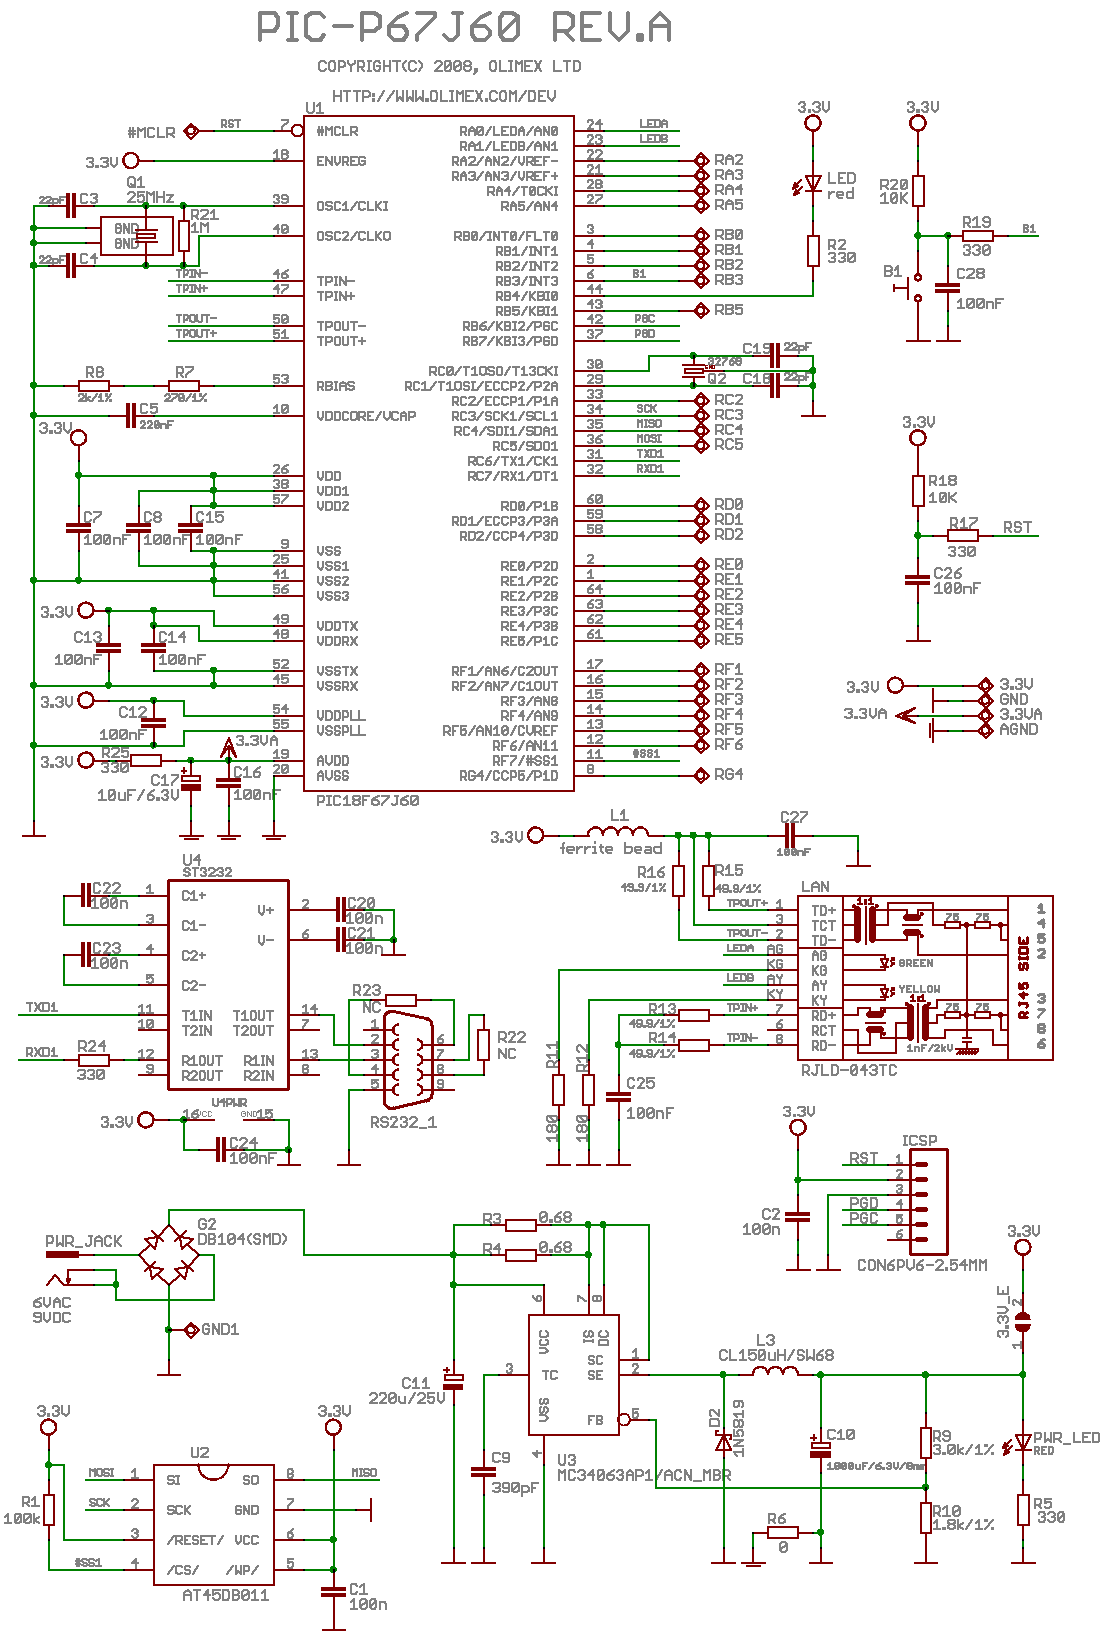 PIC-P67J60 REV.A
COPYRIGHT(C) 2008, OLIMEX LTD
HTTP://WWW.OLIMEX.COM/DEV
U1
#MCLR RST 7 #MCLR
3.3V 18 ENVREG
22pF C3 Q1 25MHz R21 1M 39 OSC1/CLKI
GND
GND
40 OSC2/CLKO
22pF C4
TPIN- 46 TPIN-
TPIN+ 47 TPIN+
TPOUT- 50 TPOUT-
TPOUT+ 51 TPOUT+
R8 2k/1% R7 270/1% 53 RBIAS
C5 220nF 10 VDDCORE/VCAP
3.3V
26 VDD
38 VDD1
57 VDD2
C7 100nF C8 100nF C15 100nF
9 VSS
25 VSS1
41 VSS2
56 VSS3
3.3V
49 VDDTX
48 VDDRX
C13 100nF C14 100nF
52 VSSTX
45 VSSRX
3.3V
54 VDDPLL
55 VSSPLL
C12 100nF
3.3V R25 330 3.3VA
19 AVDD
20 AVSS
C17 10uF/6.3V C16 100nF
PIC18F67J60
RA0/LEDA/AN0 24 LEDA
RA1/LEDB/AN1 23 LEDB
RA2/AN2/VREF- 22 RA2
RA3/AN3/VREF+ 21 RA3
RA4/T0CKI 28 RA4
RA5/AN4 27 RA5
RB0/INT0/FLT0 3 RB0
RB1/INT1 4 RB1
RB2/INT2 5 RB2
RB3/INT3 6 B1 RB3
RB4/KBI0 44
RB5/KBI1 43 RB5
RB6/KBI2/PGC 42 PGC
RB7/KBI3/PGD 37 PGD
RC0/T1OSO/T13CKI 30
RC1/T1OSI/ECCP2/P2A 29
32768 Q2 C19 22pF C18 22pF
RC2/ECCP1/P1A 33 RC2
RC3/SCK1/SCL1 34 SCK RC3
RC4/SDI1/SDA1 35 MISO RC4
RC5/SDO1 36 MOSI RC5
RC6/TX1/CK1 31 TXD1
RC7/RX1/DT1 32 RXD1
RD0/P1B 60 RD0
RD1/ECCP3/P3A 59 RD1
RD2/CCP4/P3D 58 RD2
RE0/P2D 2 RE0
RE1/P2C 1 RE1
RE2/P2B 64 RE2
RE3/P3C 63 RE3
RE4/P3B 62 RE4
RE5/P1C 61 RE5
RF1/AN6/C2OUT 17 RF1
RF2/AN7/C1OUT 16 RF2
RF3/AN8 15 RF3
RF4/AN9 14 RF4
RF5/AN10/CVREF 13 RF5
RF6/AN11 12 RF6
RF7/#SS1 11 #SS1
RG4/CCP5/P1D 8 RG4
3.3V
LED
red
R2
330
3.3V
R20
10K
R19
330
B1
B1
C28
100nF
3.3V
R18
10K
R17
330
RST
C26
100nF
3.3V 3.3V
GND
3.3VA 3.3VA
AGND
3.3V L1 ferrite bead C27 100nF
R16 49.9/1% R15 49.9/1%
LAN
TPOUT+ 1 TD+
3 TCT
TPOUT- 2 TD-
LEDA AG AG
KG KG
LEDB AY AY
KY KY
R13 49.9/1% TPIN+ 7 RD+
6 RCT
R14 49.9/1% TPIN- 8 RD-
1:1 75 75
GREEN
YELLOW
1:1 75 75
1nF/2kV
RJ45 SIDE
1
4
5
2
3
7
8
6
RJLD-043TC
R11 180
R12 180
C25
100nF
U4
ST3232
C22 100n 1 C1+
3 C1-
C23 100n 4 C2+
5 C2-
TXD1 11 T1IN
10 T2IN
RXD1 R24 330 12 R1OUT
9 R2OUT
V+ 2 C20 100n
V- 6 C21 100n
T1OUT 14
T2OUT 7
R1IN 13
R2IN 8
R23
NC
R22
NC
1
2
3
4
5
6
7
8
9
RS232_1
U4PWR
3.3V 16 VCC GND 15
C24
100nF
3.3V
C2
100n
ICSP
RST 1
2
3
PGD 4
PGC 5
6
CON6PV6-2.54MM
PWR_JACK
6VAC
9VDC
G2
DB104(SMD)
GND1
R3 0.68
R4 0.68
C11
220u/25V
6 7 8
VCC IS DC
3 TC SC 1
SE 2
VSS FB 5
4
U3
MC34063AP1/ACN_MBR
C9
390pF
L3
CL150uH/SW68
D2
1N5819
C10
1000uF/6.3V/8mm
R6
0
R9
3.0k/1%
R10
1.8k/1%
3.3V
3.3V_E
2
1
PWR_LED
RED
R5
330
3.3V
R1
100k
U2
MOSI 1 SI
SCK 2 SCK
3 /RESET/
#SS1 4 /CS/
SO 8 MISO
GND 7
VCC 6
/WP/ 5
AT45DB011
3.3V
C1
100n